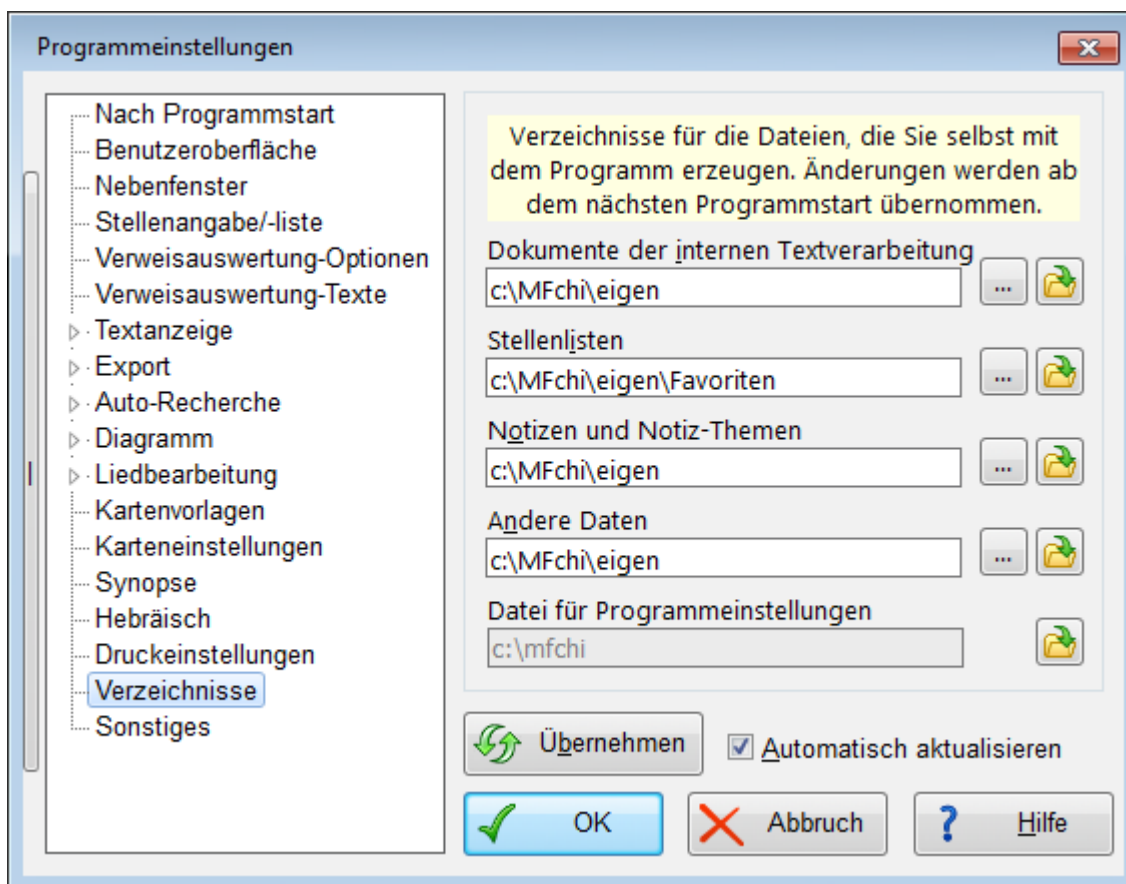 Programmeinstellungen
Nach Programmstart
Benutzeroberfläche
Nebenfenster
Stellenangabe/-liste
Verweisauswertung-Optionen
Verweisauswertung-Texte
Textanzeige
Export
Auto-Recherche
Diagramm
Liedbearbeitung
Kartenvorlagen
Karteneinstellungen
Synopse
Hebräisch
Druckeinstellungen
Verzeichnisse
Sonstiges
Verzeichnisse für die Dateien, die Sie selbst mit
dem Programm erzeugen. Änderungen werden ab
dem nächsten Programmstart übernommen.
Dokumente der internen Textverarbeitung
c:\MFchi\eigen
...
Stellenlisten
c:\MFchi\eigen\Favoriten
...
Notizen und Notiz-Themen
c:\MFchi\eigen
...
Andere Daten
c:\MFchi\eigen
...
Datei für Programmeinstellungen
c:\mfchi
Übernehmen
Automatisch aktualisieren
OK
Abbruch
? Hilfe